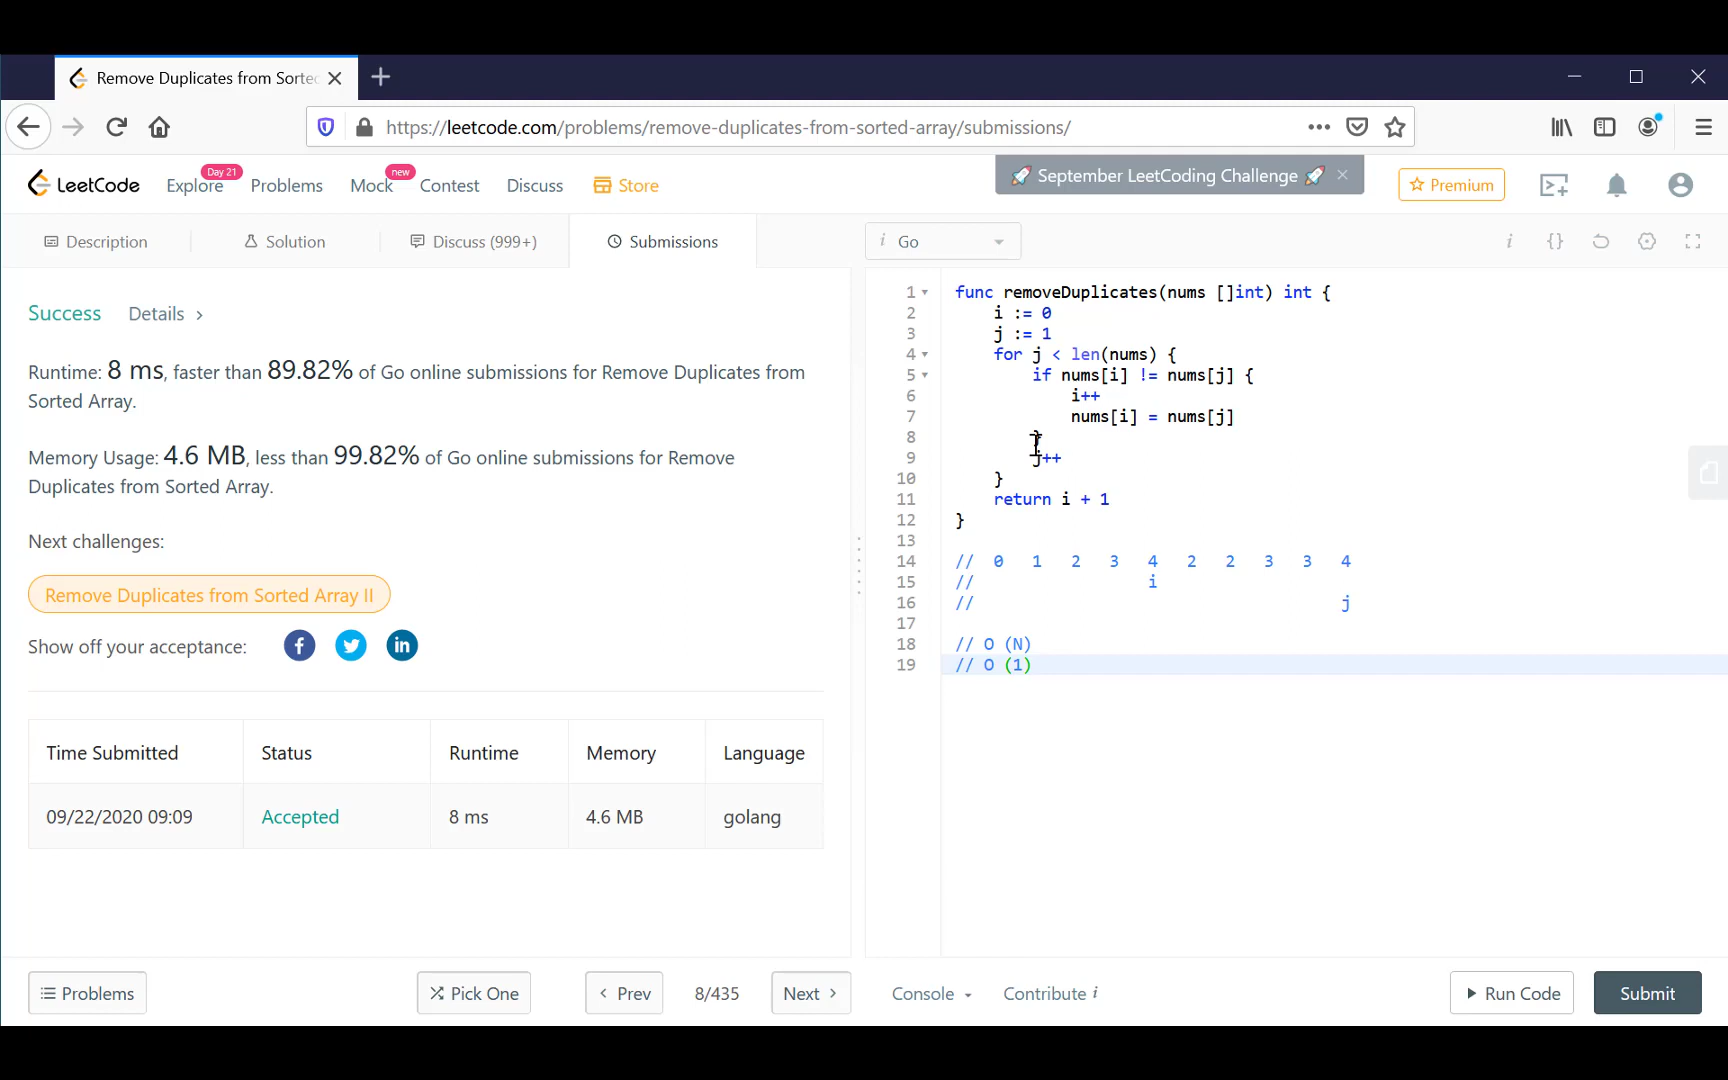 Remove Duplicates from Sorte
https://leetcode.com/problems/remove-duplicates-from-sorted-array/submissions/
LeetCode
Explore
Day 21
Problems
Mock
new
Contest
Discuss
Store
🚀 September LeetCoding Challenge 🚀
Premium
Description
Solution
Discuss (999+)
Submissions
i Go
Success Details
Runtime: 8 ms, faster than 89.82% of Go online submissions for Remove Duplicates from
Sorted Array.
Memory Usage: 4.6 MB, less than 99.82% of Go online submissions for Remove
Duplicates from Sorted Array.
Next challenges:
Remove Duplicates from Sorted Array II
Show off your acceptance:
Time Submitted Status Runtime Memory Language
09/22/2020 09:09 Accepted 8 ms 4.6 MB golang
1 func removeDuplicates(nums []int) int {
2 i := 0
3 j := 1
4 for j < len(nums) {
5 if nums[i] != nums[j] {
6 i++
7 nums[i] = nums[j]
8 }
9 j++
10 }
11 return i + 1
12 }
13
14 // 0 1 2 3 4 2 2 3 3 4
15 // i
16 // j
17
18 // O (N)
19 // O (1)
Problems
Pick One
Prev
8/435
Next
Console
Contribute i
Run Code
Submit